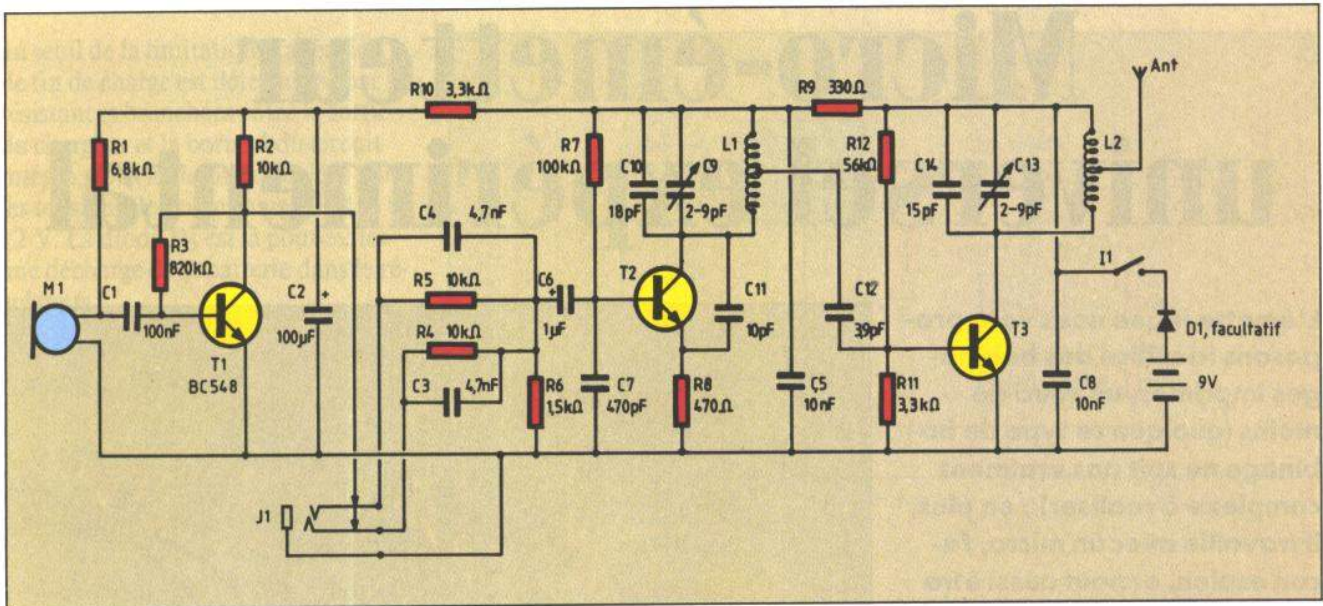 Ant
R10 3,3kΩ
R9 330Ω
R1
6,8kΩ
R2
10kΩ
R7
100kΩ
C10
18pF
C9
2-9pF
L1
R12
56kΩ
C14
15pF
C13
2-9pF
L2
C4 4,7nF
R3
820kΩ
R5 10kΩ
C6
1µF
T2
I1
M1
C1
100nF
C2
100µF
R4 10kΩ
C11
10pF
C12
3,9pF
T3
D1, facultatif
T1
BC548
C3 4,7nF
R6
1,5kΩ
C7
470pF
R8
470Ω
C5
10nF
R11
3,3kΩ
C8
10nF
9V
J1